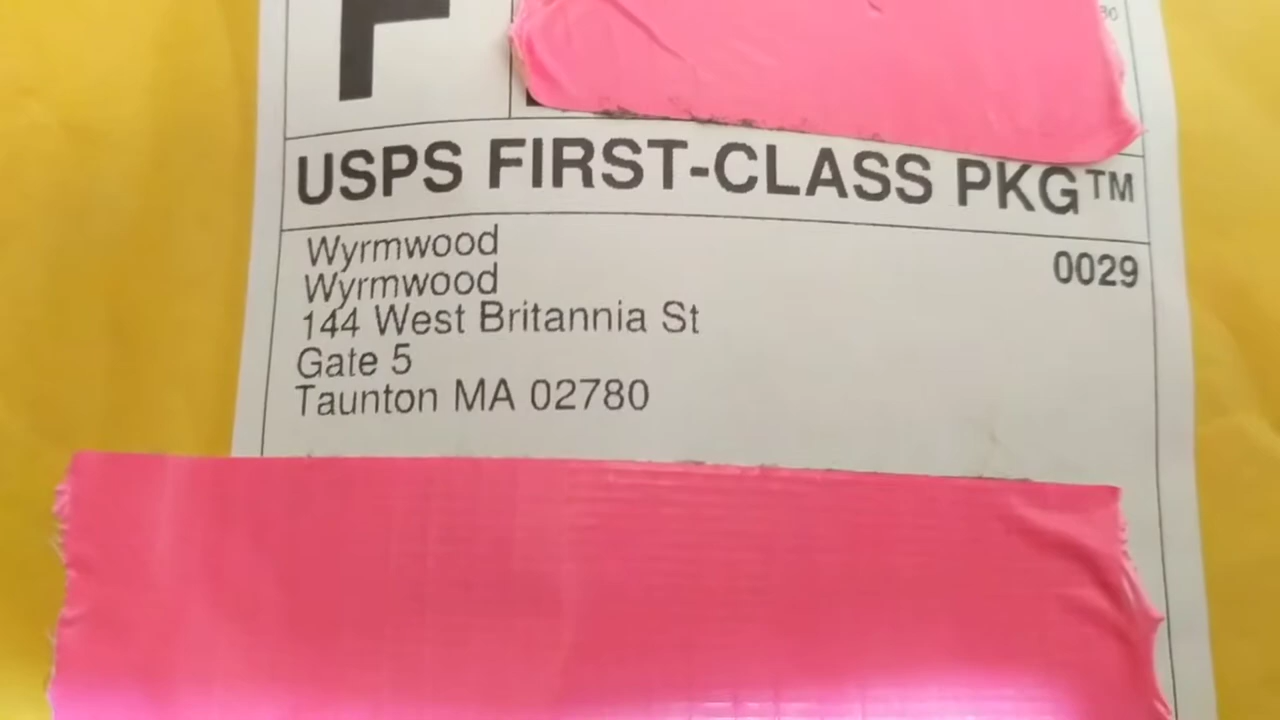 F
USPS FIRST-CLASS PKG™
Wyrmwood
0029
Wyrmwood
144 West Britannia St
Gate 5
Taunton MA 02780